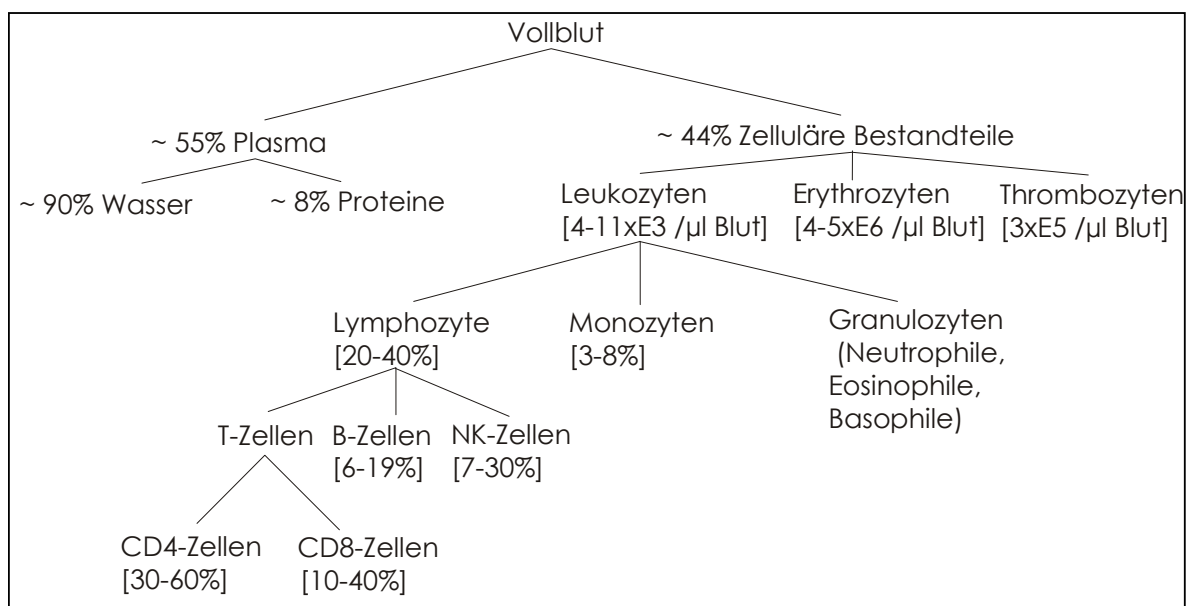 Vollblut
~ 55% Plasma
~ 44% Zelluläre Bestandteile
~ 90% Wasser
~ 8% Proteine
Leukozyten
[4-11xE3 /µl Blut]
Erythrozyten
[4-5xE6 /µl Blut]
Thrombozyten
[3xE5 /µl Blut]
Lymphozyte
[20-40%]
Monozyten
[3-8%]
Granulozyten
(Neutrophile,
Eosinophile,
Basophile)
T-Zellen
B-Zellen
[6-19%]
NK-Zellen
[7-30%]
CD4-Zellen
[30-60%]
CD8-Zellen
[10-40%]